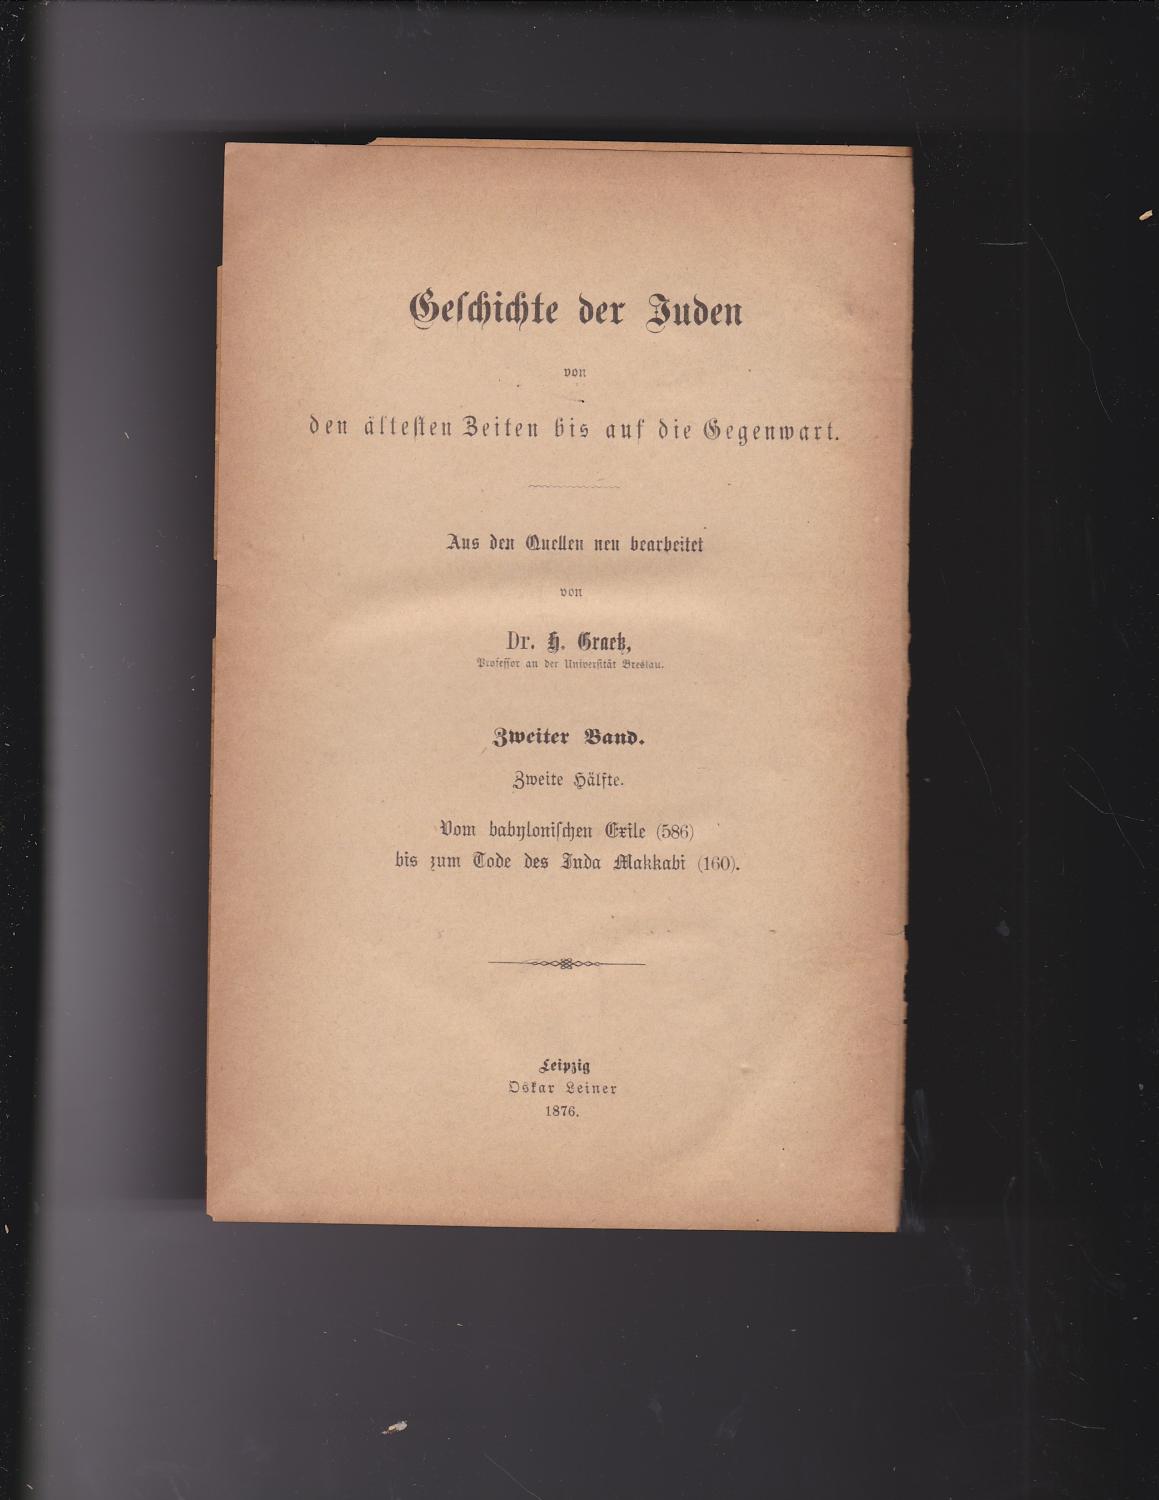 Geschichte der Juden
von
den ältesten Zeiten bis auf die Gegenwart.
Aus den Quellen neu bearbeitet
von
Dr. H. Graetz,
Professor an der Universität Breslau.
Zweiter Band.
Zweite Hälfte.
Vom babylonischen Exile (586)
bis zum Tode des Juda Makkabi (160).
Leipzig
Oskar Leiner
1876.